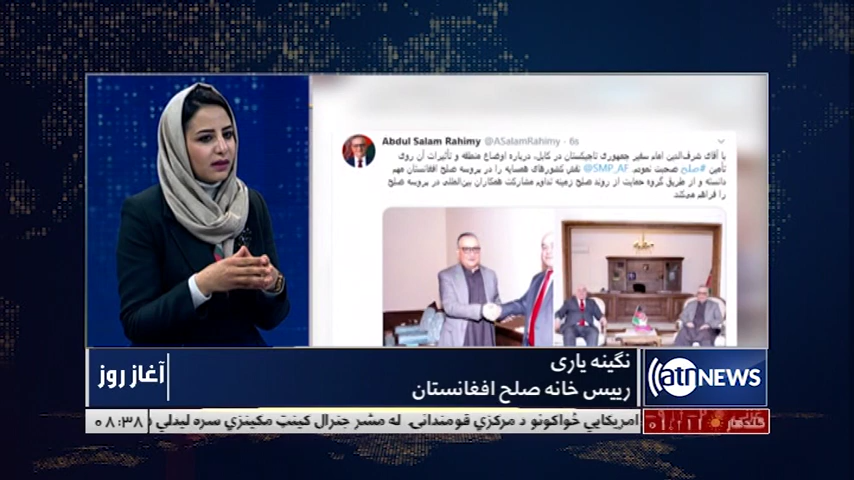 Abdul Salam Rahimy @ASalamRahimy · 6s
با آقای شرف‌الدین امام سفیر جمهوری تاجیکستان در کابل، درباره اوضاع منطقه و تأثیرات آن روی
تأمین #صلح صحبت نمودم. @SMP_AF نقش کشورهای همسایه را در پروسه صلح افغانستان مهم
دانسته و از طریق گروه حمایت از روند صلح زمینه تداوم مشارکت همکاران بین‌المللی در پروسه صلح
را فراهم می‌کند
نگینه یاری
رییس خانه صلح افغانستان
آغاز روز
atn NEWS
امریکایي ځواکونو د مرکزي قومندانۍ له مشر جنرال کینټ مکینزي سره لیدلي د
۰۸:۳۸